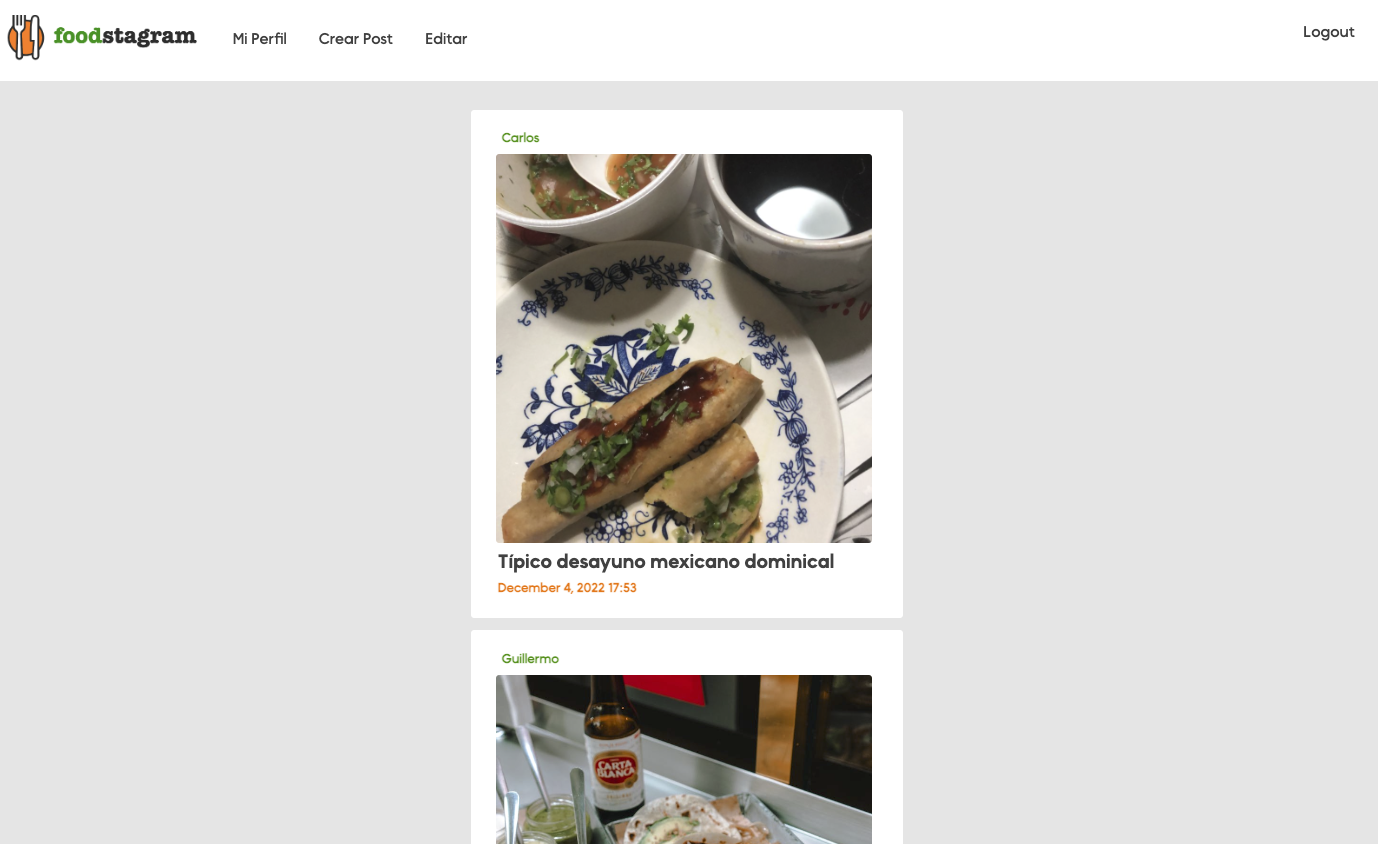 foodstagram
Mi Perfil
Crear Post
Editar
Logout
Carlos
Típico desayuno mexicano dominical
December 4, 2022 17:53
Guillermo
CARTA
BLANCA